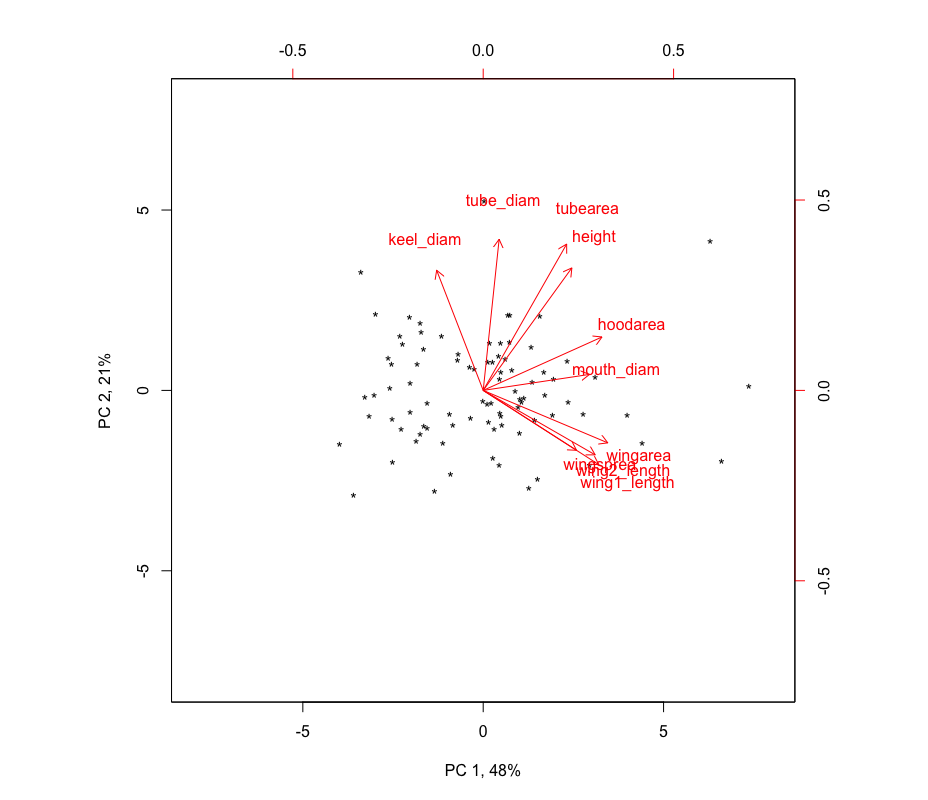 -0.5 0.0 0.5
tube_diam
tubearea
keel_diam
height
hoodarea
mouth_diam
wingarea
wingsprea
wing2_length
wing1_length
5
0
-5
PC 2, 21%
0.5
0.0
-0.5
-5 0 5
PC 1, 48%